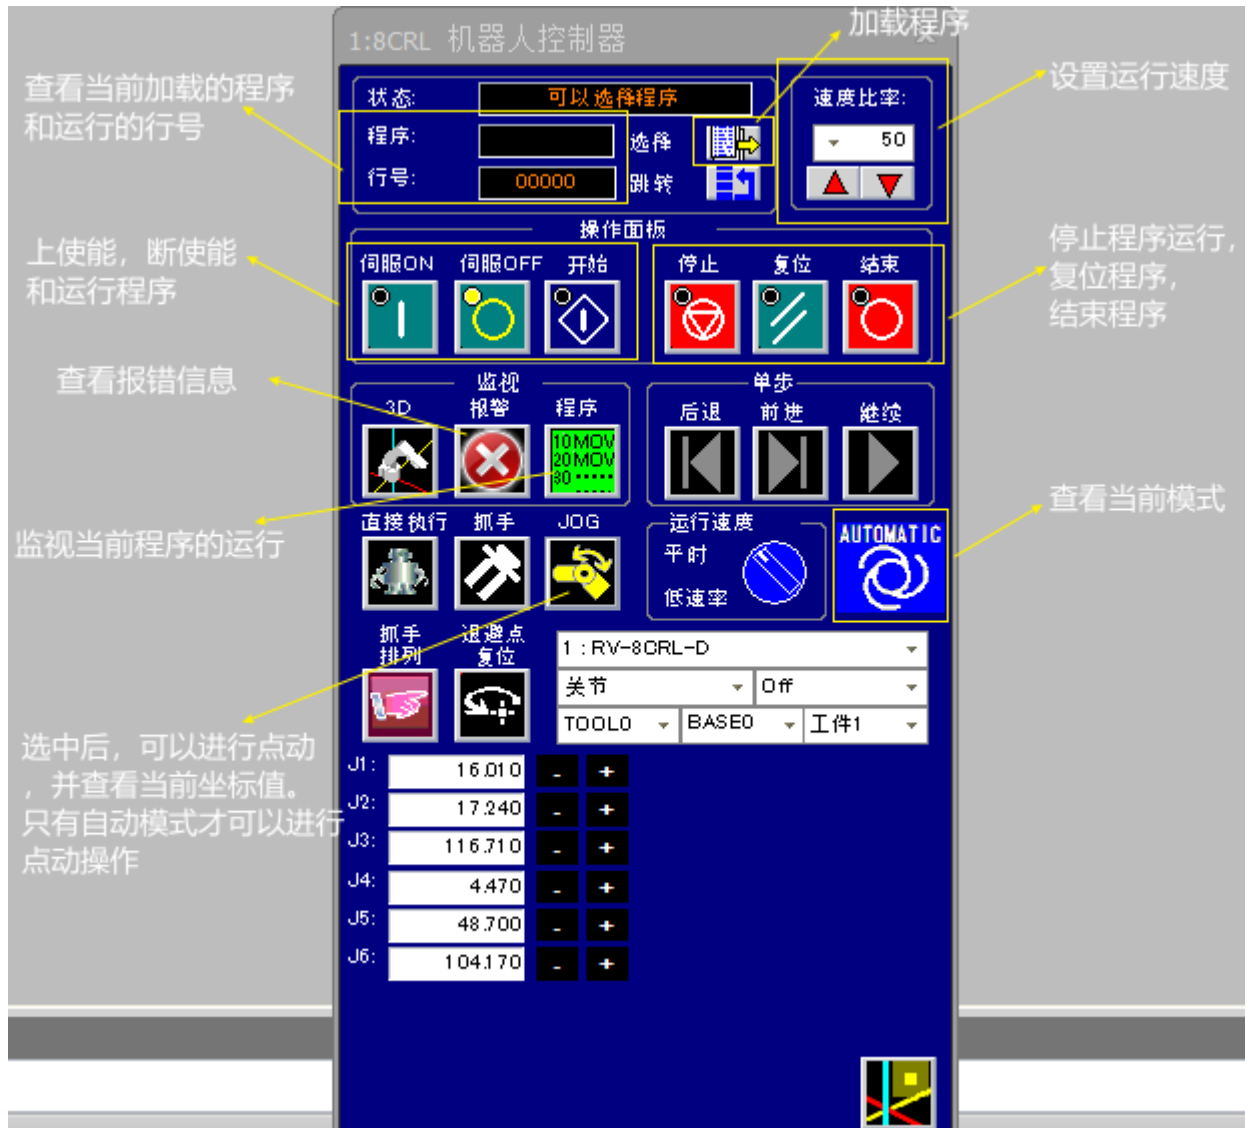 1:8CRL 机器人控制器
加载程序
查看当前加载的程序
和运行的行号
设置运行速度
状态: 可以选择程序
速度比率:
程序: 选择
50
行号: 00000 跳转
上使能，断使能
和运行程序
操作面板
伺服ON 伺服OFF 开始 停止 复位 结束
停止程序运行，
复位程序，
结束程序
查看报错信息
监视
单步
3D 报警 程序
后退 前进 继续
10MOV
20MOV
30 ·····
监视当前程序的运行
查看当前模式
直接执行 抓手 JOG
运行速度
平时
低速率
AUTOMATIC
抓手
排列
退避点
复位
1 : RV-8CRL-D
关节 Off
TOOL0 BASE0 工件1
选中后，可以进行点动
，并查看当前坐标值。
只有自动模式才可以进行
点动操作
J1: 16.010 - +
J2: 17.240 - +
J3: 116.710 - +
J4: 4.470 - +
J5: 48.700 - +
J6: 104.170 - +